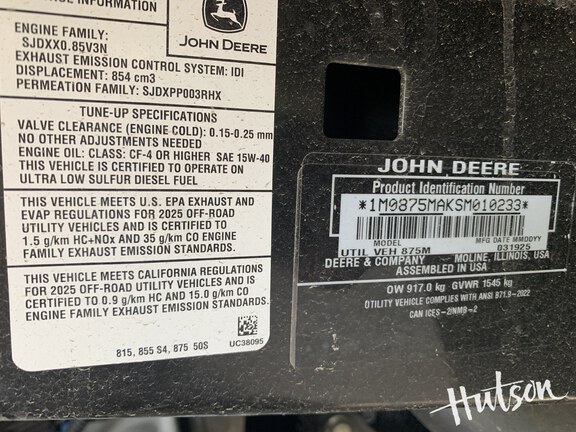 INFORMATION
JOHN DEERE
ENGINE FAMILY:
SJDXX0.85V3N
EXHAUST EMISSION CONTROL SYSTEM: IDI
DISPLACEMENT: 854 cm3
PERMEATION FAMILY: SJDXPP003RHX
TUNE-UP SPECIFICATIONS
VALVE CLEARANCE (ENGINE COLD): 0.15-0.25 mm
NO OTHER ADJUSTMENTS NEEDED
ENGINE OIL: CLASS: CF-4 OR HIGHER SAE 15W-40
THIS VEHICLE IS CERTIFIED TO OPERATE ON
ULTRA LOW SULFUR DIESEL FUEL
THIS VEHICLE MEETS U.S. EPA EXHAUST AND
EVAP REGULATIONS FOR 2025 OFF-ROAD
UTILITY VEHICLES AND IS CERTIFIED TO
1.5 g/km HC+NOx AND 35 g/km CO ENGINE
FAMILY EXHAUST EMISSION STANDARDS.
THIS VEHICLE MEETS CALIFORNIA REGULATIONS
FOR 2025 OFF-ROAD UTILITY VEHICLES AND IS
CERTIFIED TO 0.9 g/km HC AND 15.0 g/km CO
ENGINE FAMILY EXHAUST EMISSION STANDARDS.
815, 855 S4, 875 50S
UC38095
JOHN DEERE
Product Identification Number
*1M0875MAKSM010233*
MODEL
MFG DATE MMDDYY
UTIL VEH 875M
031925
DEERE & COMPANY MOLINE, ILLINOIS, USA
ASSEMBLED IN USA
OW 917.0 kg GVWR 1545 kg
UTILITY VEHICLE COMPLIES WITH ANSI B71.9-2022
CAN ICES-2/NMB-2
Hutson